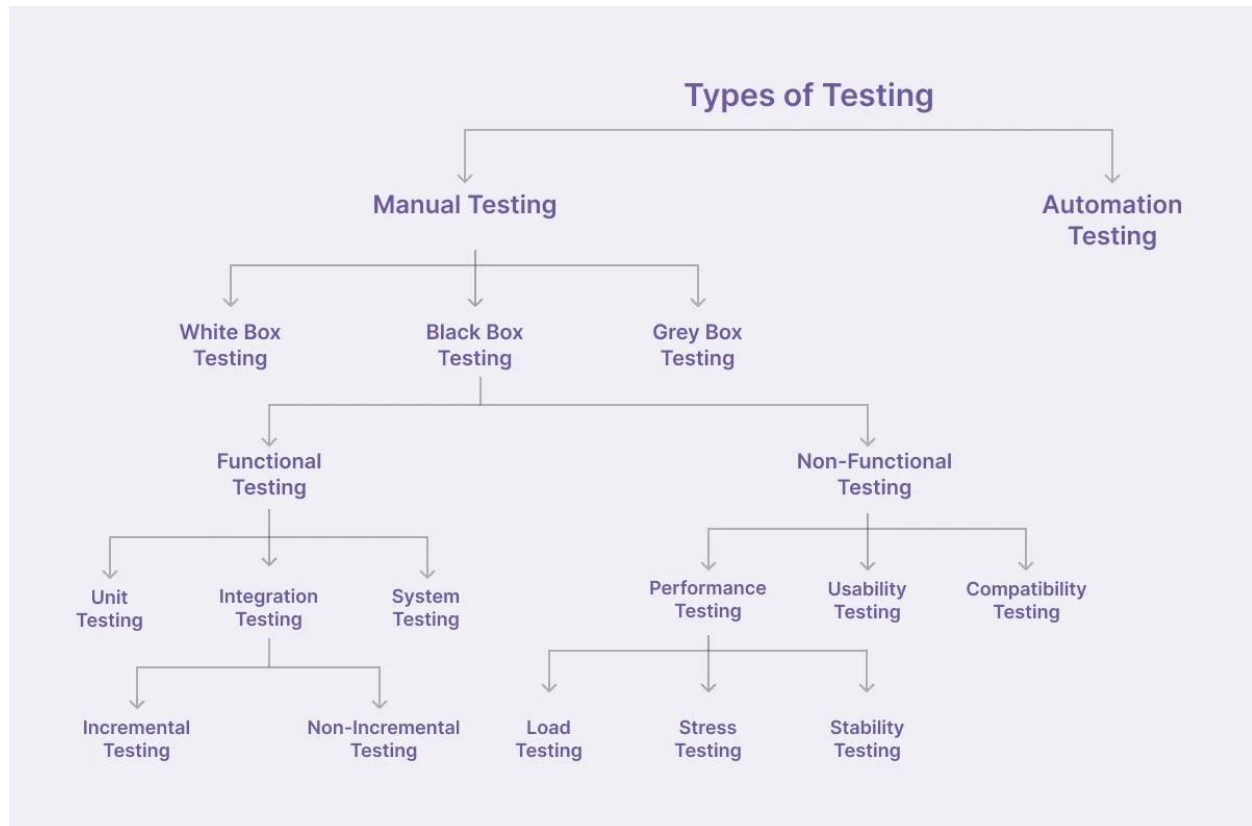 Types of Testing
Manual Testing
Automation
Testing
White Box
Testing
Black Box
Testing
Grey Box
Testing
Functional
Testing
Non-Functional
Testing
Unit
Testing
Integration
Testing
System
Testing
Performance
Testing
Usability
Testing
Compatibility
Testing
Incremental
Testing
Non-Incremental
Testing
Load
Testing
Stress
Testing
Stability
Testing